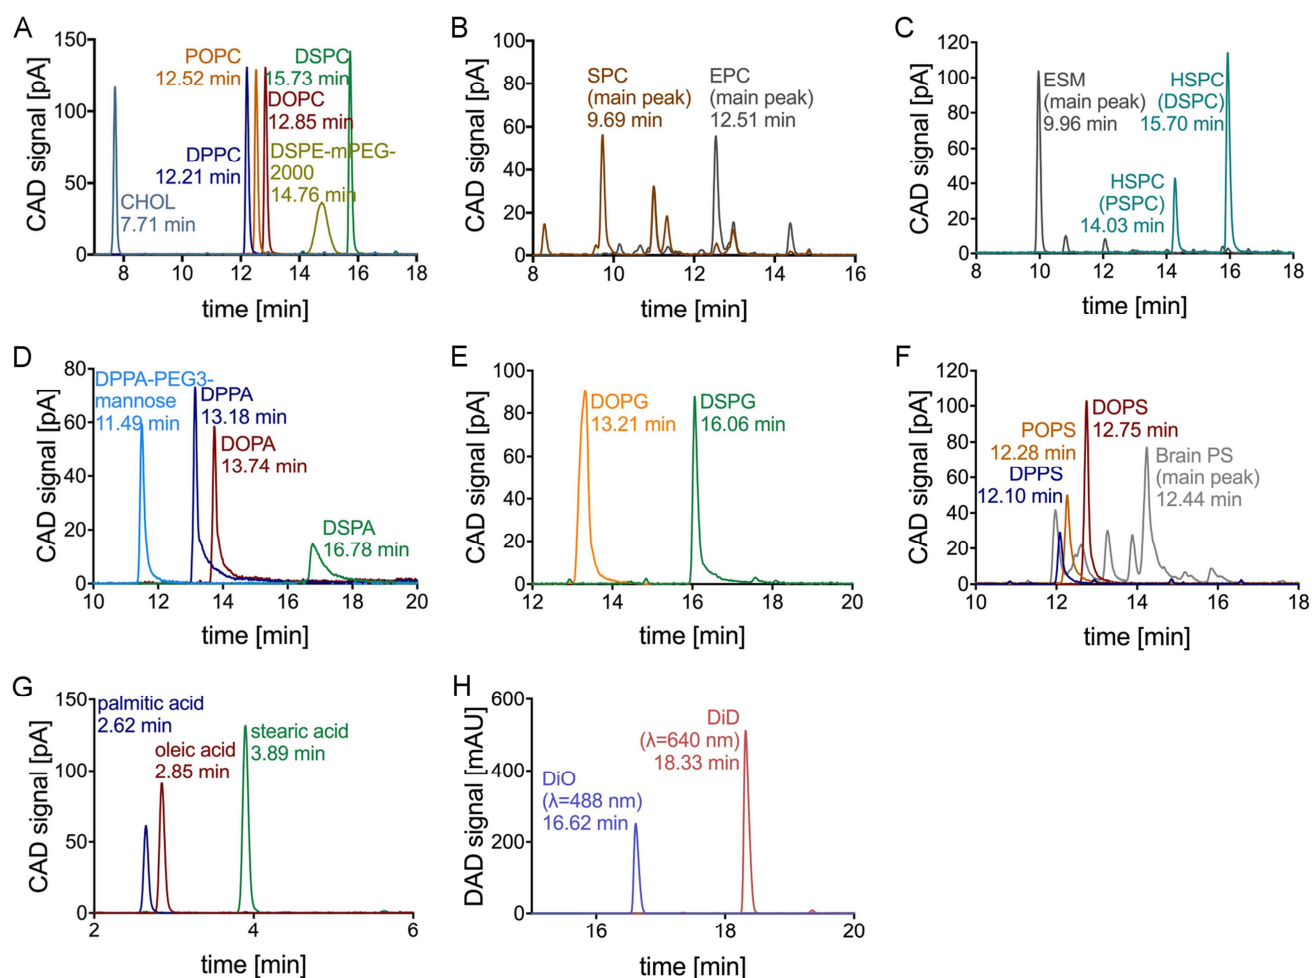 A
CAD signal [pA]
150
100
50
0
8
10
12
14
16
18
time [min]
CHOL
7.71 min
POPC
12.52 min
DPPC
12.21 min
DSPC
15.73 min
DOPC
12.85 min
DSPE-mPEG-
2000
14.76 min
B
CAD signal [pA]
100
80
60
40
20
0
8
10
12
14
16
time [min]
SPC
(main peak)
9.69 min
EPC
(main peak)
12.51 min
C
CAD signal [pA]
120
100
80
60
40
20
0
8
10
12
14
16
18
time [min]
ESM
(main peak)
9.96 min
HSPC
(DSPC)
15.70 min
HSPC
(PSPC)
14.03 min
D
CAD signal [pA]
80
60
40
20
0
10
12
14
16
18
20
time [min]
DPPA-PEG3-
mannose
11.49 min
DPPA
13.18 min
DOPA
13.74 min
DSPA
16.78 min
E
CAD signal [pA]
100
80
60
40
20
0
12
14
16
18
20
time [min]
DOPG
13.21 min
DSPG
16.06 min
F
CAD signal [pA]
120
100
80
60
40
20
0
10
12
14
16
18
time [min]
POPS
12.28 min
DPPS
12.10 min
DOPS
12.75 min
Brain PS
(main peak)
12.44 min
G
CAD signal [pA]
150
100
50
0
2
4
6
time [min]
palmitic acid
2.62 min
oleic acid
2.85 min
stearic acid
3.89 min
H
DAD signal [mAU]
600
400
200
0
16
18
20
time [min]
DiO
(λ=488 nm)
16.62 min
DiD
(λ=640 nm)
18.33 min